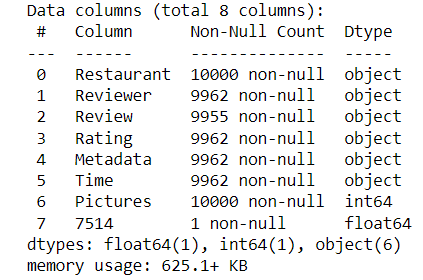 Data columns (total 8 columns):
#   Column      Non-Null Count  Dtype
---  ------      --------------  -----
0   Restaurant  10000 non-null  object
1   Reviewer    9962 non-null   object
2   Review      9955 non-null   object
3   Rating      9962 non-null   object
4   Metadata    9962 non-null   object
5   Time        9962 non-null   object
6   Pictures    10000 non-null  int64
7   7514        1 non-null      float64
dtypes: float64(1), int64(1), object(6)
memory usage: 625.1+ KB